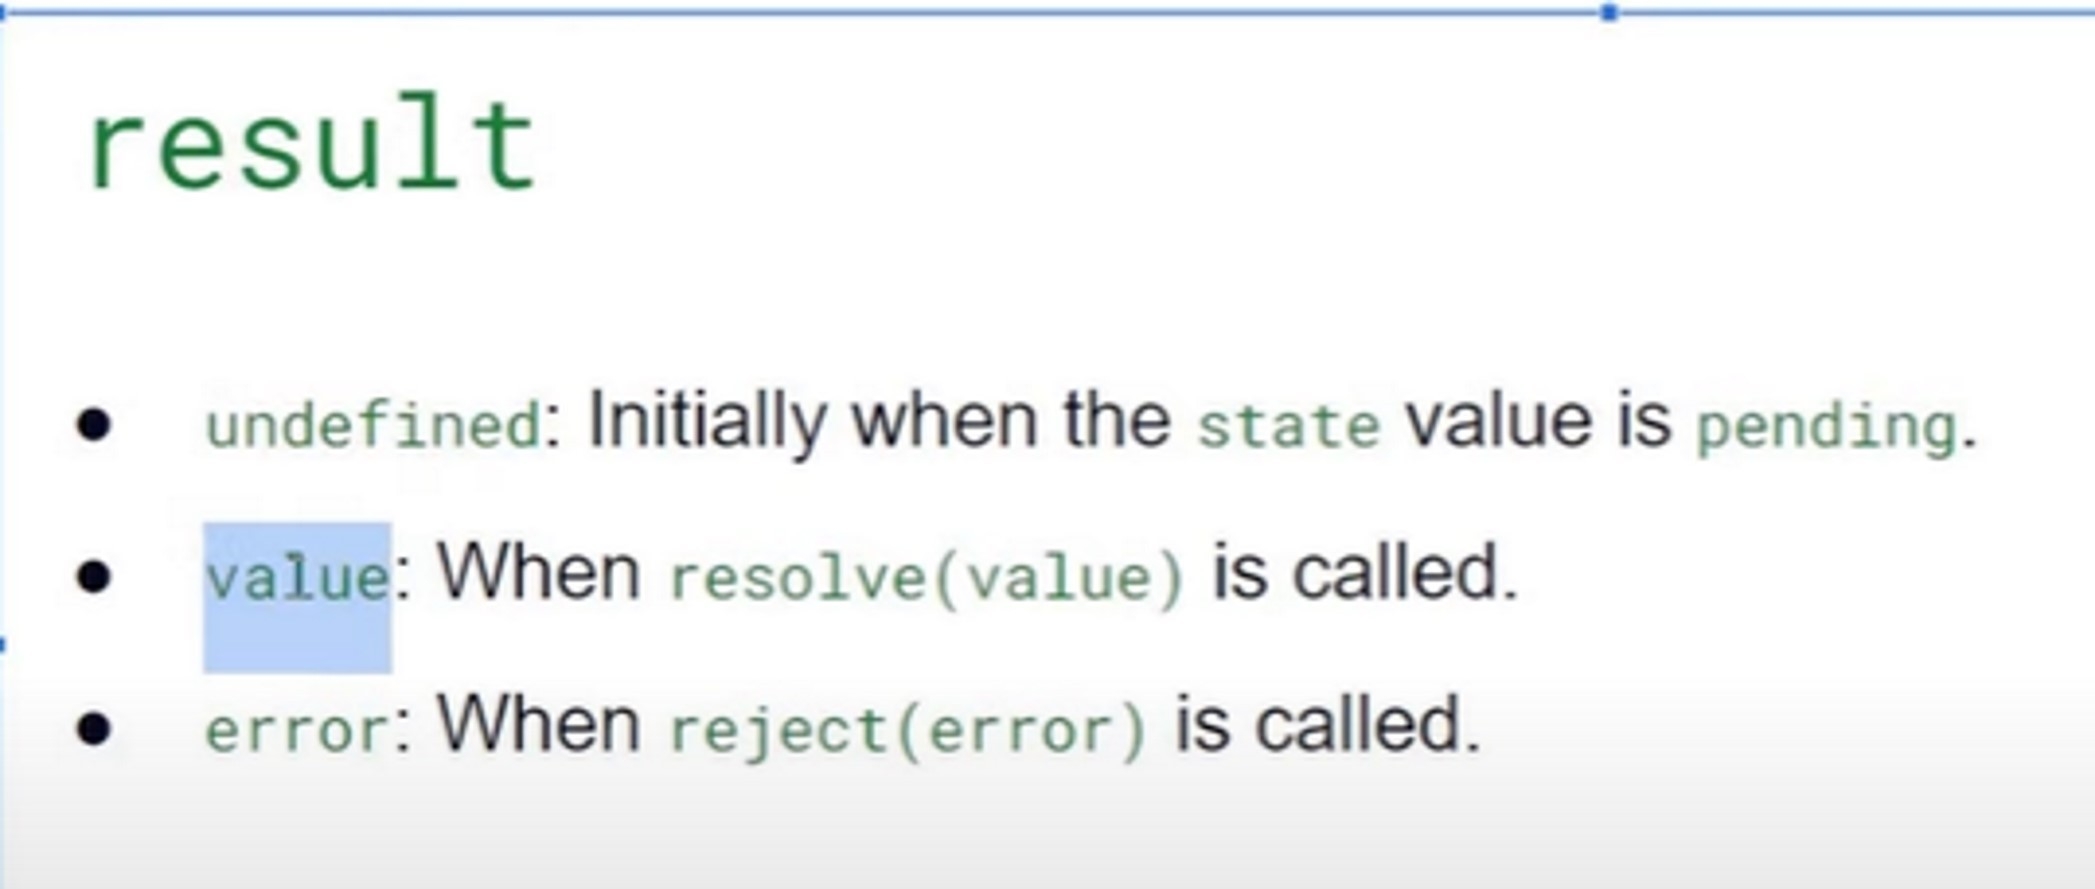 result
● undefined: Initially when the state value is pending.
● value: When resolve(value) is called.
● error: When reject(error) is called.